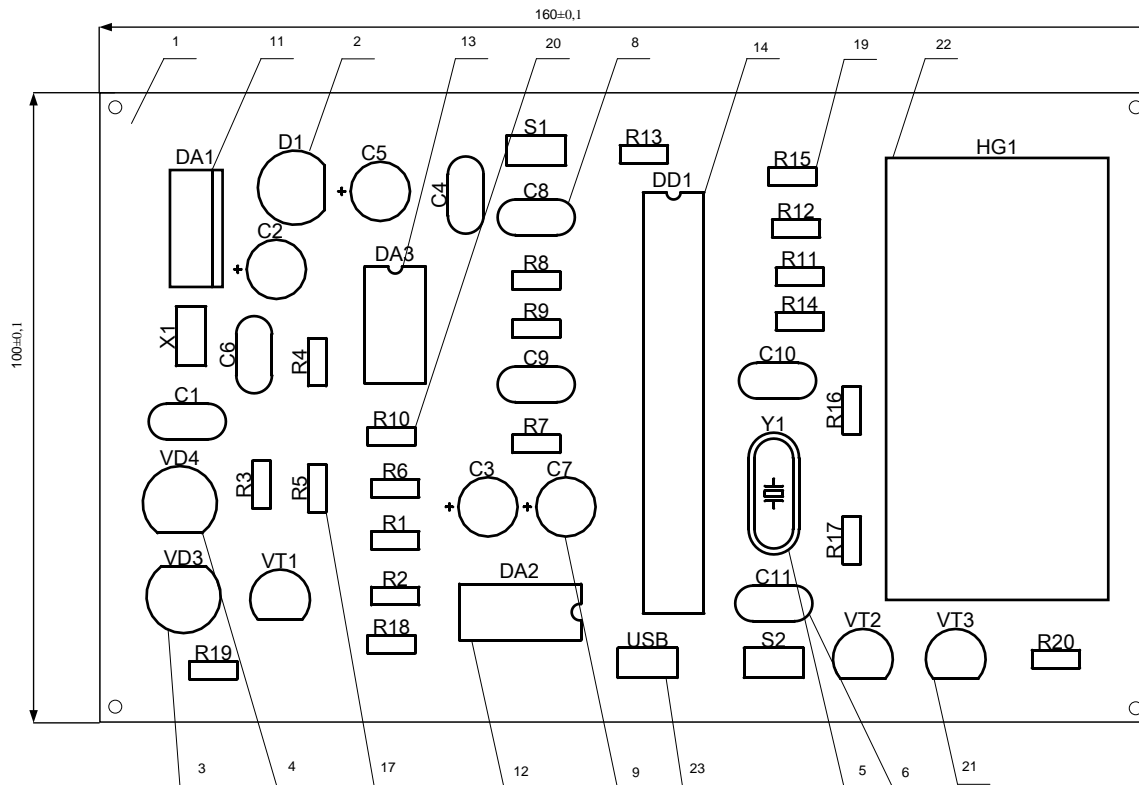 160±0,1
1
11
2
13
20
8
14
19
22
S1
R13
HG1
DA1
D1
C5
R15
C4
DD1
C8
R12
C2
DA3
R8
R11
R14
X1
C6
R4
R9
100±0,1
C9
C10
C1
R16
R10
R7
Y1
VD4
R3
R5
R6
C3
C7
R1
R17
VD3
VT1
DA2
C11
R2
R18
USB
S2
VT2
VT3
R20
R19
3
4
17
12
9
23
5
6
21